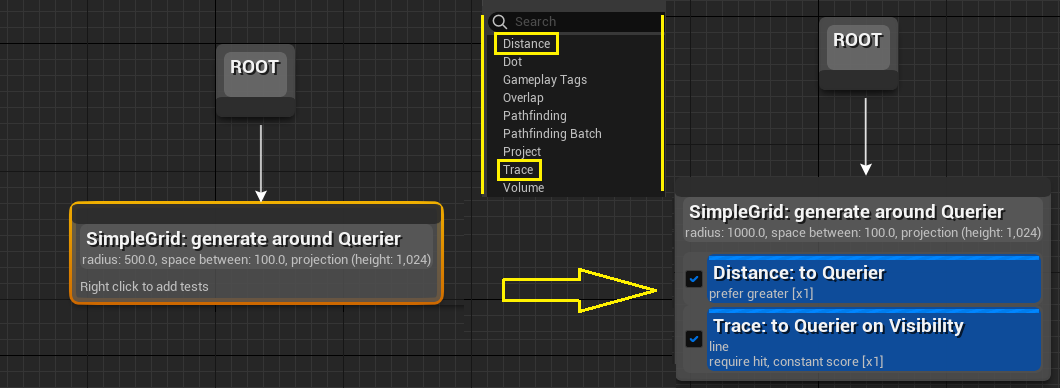 ROOT
SimpleGrid: generate around Querier
radius: 500.0, space between: 100.0, projection (height: 1,024)
Right click to add tests
Search
Distance
Dot
Gameplay Tags
Overlap
Pathfinding
Pathfinding Batch
Project
Trace
Volume
ROOT
SimpleGrid: generate around Querier
radius: 1000.0, space between: 100.0, projection (height: 1,024)
Distance: to Querier
prefer greater [x1]
Trace: to Querier on Visibility
line
require hit, constant score [x1]